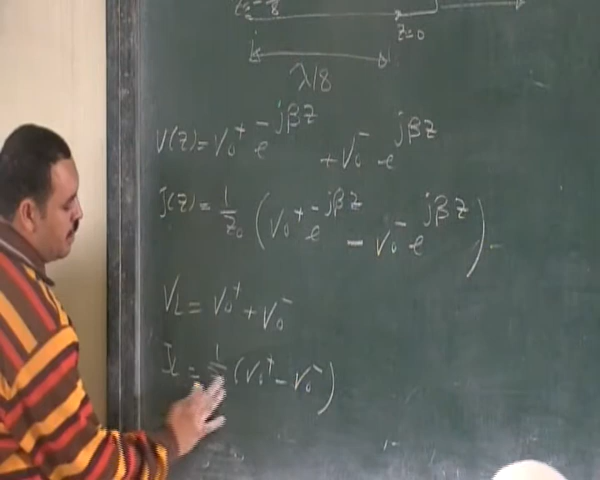 z=0
λ/8
V(z) = V₀⁺ e^{-jβz} + V₀⁻ e^{jβz}
I(z) = 1/Z₀ (V₀⁺ e^{-jβz} - V₀⁻ e^{jβz})
V_L = V₀⁺ + V₀⁻
I_L = 1/Z₀ (V₀⁺ - V₀⁻)